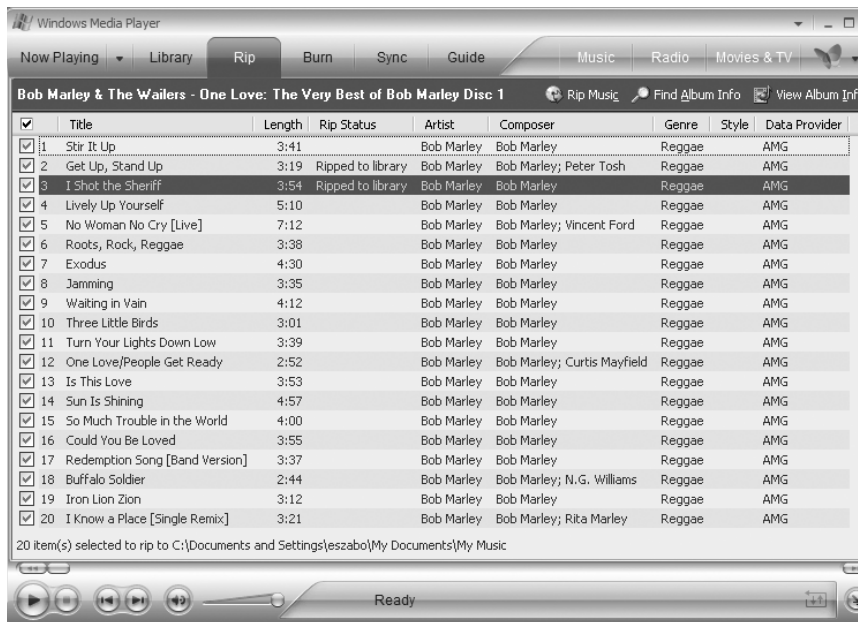 Windows Media Player
Now Playing Library Rip Burn Sync Guide Music Radio Movies & TV
Bob Marley & The Wailers - One Love: The Very Best of Bob Marley Disc 1 Rip Music Find Album Info View Album Inf
Title Length Rip Status Artist Composer Genre Style Data Provider
1 Stir It Up 3:41 Bob Marley Bob Marley Reggae AMG
2 Get Up, Stand Up 3:19 Ripped to library Bob Marley Bob Marley; Peter Tosh Reggae AMG
3 I Shot the Sheriff 3:54 Ripped to library Bob Marley Bob Marley Reggae AMG
4 Lively Up Yourself 5:10 Bob Marley Bob Marley Reggae AMG
5 No Woman No Cry [Live] 7:12 Bob Marley Bob Marley; Vincent Ford Reggae AMG
6 Roots, Rock, Reggae 3:38 Bob Marley Bob Marley Reggae AMG
7 Exodus 4:30 Bob Marley Bob Marley Reggae AMG
8 Jamming 3:35 Bob Marley Bob Marley Reggae AMG
9 Waiting in Vain 4:12 Bob Marley Bob Marley Reggae AMG
10 Three Little Birds 3:01 Bob Marley Bob Marley Reggae AMG
11 Turn Your Lights Down Low 3:39 Bob Marley Bob Marley Reggae AMG
12 One Love/People Get Ready 2:52 Bob Marley Bob Marley; Curtis Mayfield Reggae AMG
13 Is This Love 3:53 Bob Marley Bob Marley Reggae AMG
14 Sun Is Shining 4:57 Bob Marley Bob Marley Reggae AMG
15 So Much Trouble in the World 4:00 Bob Marley Bob Marley Reggae AMG
16 Could You Be Loved 3:55 Bob Marley Bob Marley Reggae AMG
17 Redemption Song [Band Version] 3:37 Bob Marley Bob Marley Reggae AMG
18 Buffalo Soldier 2:44 Bob Marley Bob Marley; N.G. Williams Reggae AMG
19 Iron Lion Zion 3:12 Bob Marley Bob Marley Reggae AMG
20 I Know a Place [Single Remix] 3:21 Bob Marley Bob Marley; Rita Marley Reggae AMG
20 item(s) selected to rip to C:\Documents and Settings\eszabo\My Documents\My Music
Ready